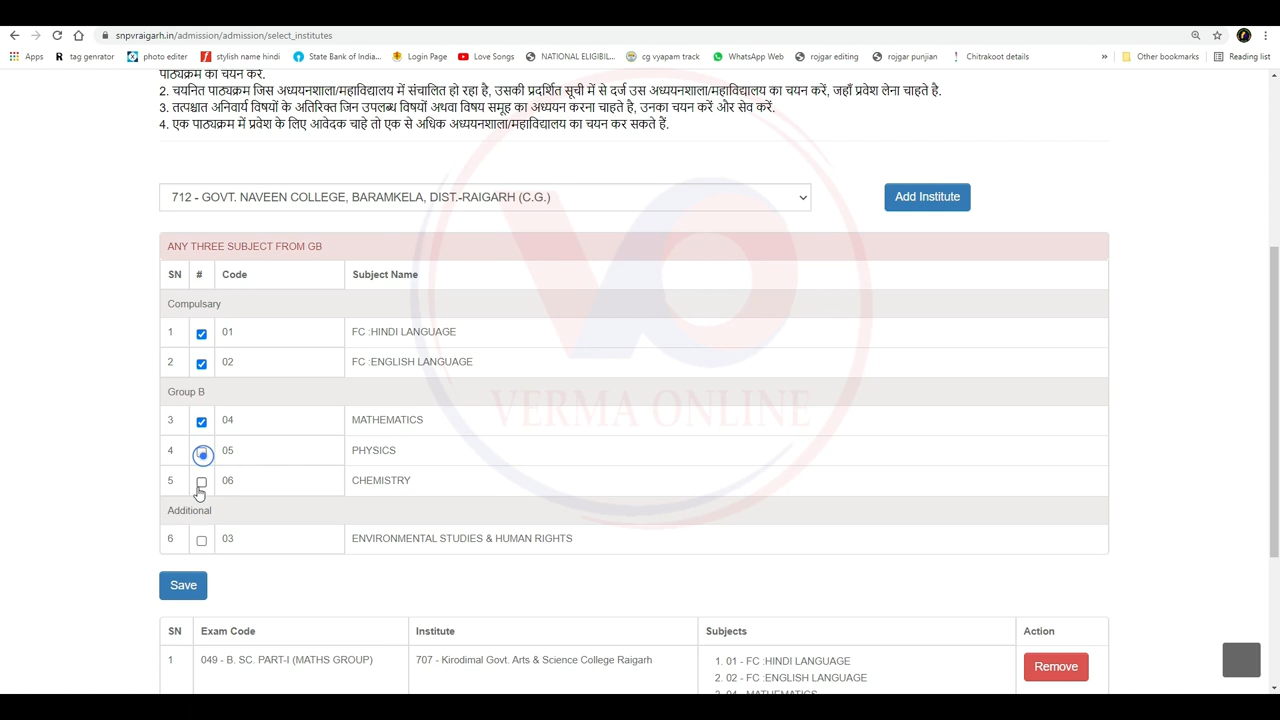 snpvraigarh.in/admission/admission/select_institutes
Apps R tag genrator photo editer stylish name hindi State Bank of India... Login Page Love Songs NATIONAL ELIGIBIL... cg vyapam track WhatsApp Web rojgar editing rojgar punjian Chitrakoot details » Other bookmarks Reading list
पाठ्यक्रम का चयन करें.
2. चयनित पाठ्यक्रम जिस अध्ययनशाला/महाविद्यालय में संचालित हो रहा है, उसकी प्रदर्शित सूची में से दर्ज उस अध्ययनशाला/महाविद्यालय का चयन करें, जहाँ प्रवेश लेना चाहते है.
3. तत्पश्चात अनिवार्य विषयों के अतिरिक्त जिन उपलब्ध विषयों अथवा विषय समूह का अध्ययन करना चाहते है, उनका चयन करें और सेव करें.
4. एक पाठ्यक्रम में प्रवेश के लिए आवेदक चाहे तो एक से अधिक अध्ययनशाला/महाविद्यालय का चयन कर सकते हैं.
712 - GOVT. NAVEEN COLLEGE, BARAMKELA, DIST.-RAIGARH (C.G.) Add Institute
ANY THREE SUBJECT FROM GB
SN # Code Subject Name
Compulsary
1 01 FC :HINDI LANGUAGE
2 02 FC :ENGLISH LANGUAGE
Group B
VERMA ONLINE
3 04 MATHEMATICS
4 05 PHYSICS
5 06 CHEMISTRY
Additional
6 03 ENVIRONMENTAL STUDIES & HUMAN RIGHTS
Save
SN Exam Code Institute Subjects Action
1 049 - B. SC. PART-I (MATHS GROUP) 707 - Kirodimal Govt. Arts & Science College Raigarh 1. 01 - FC :HINDI LANGUAGE Remove
2. 02 - FC :ENGLISH LANGUAGE
3. 04 - MATHEMATICS